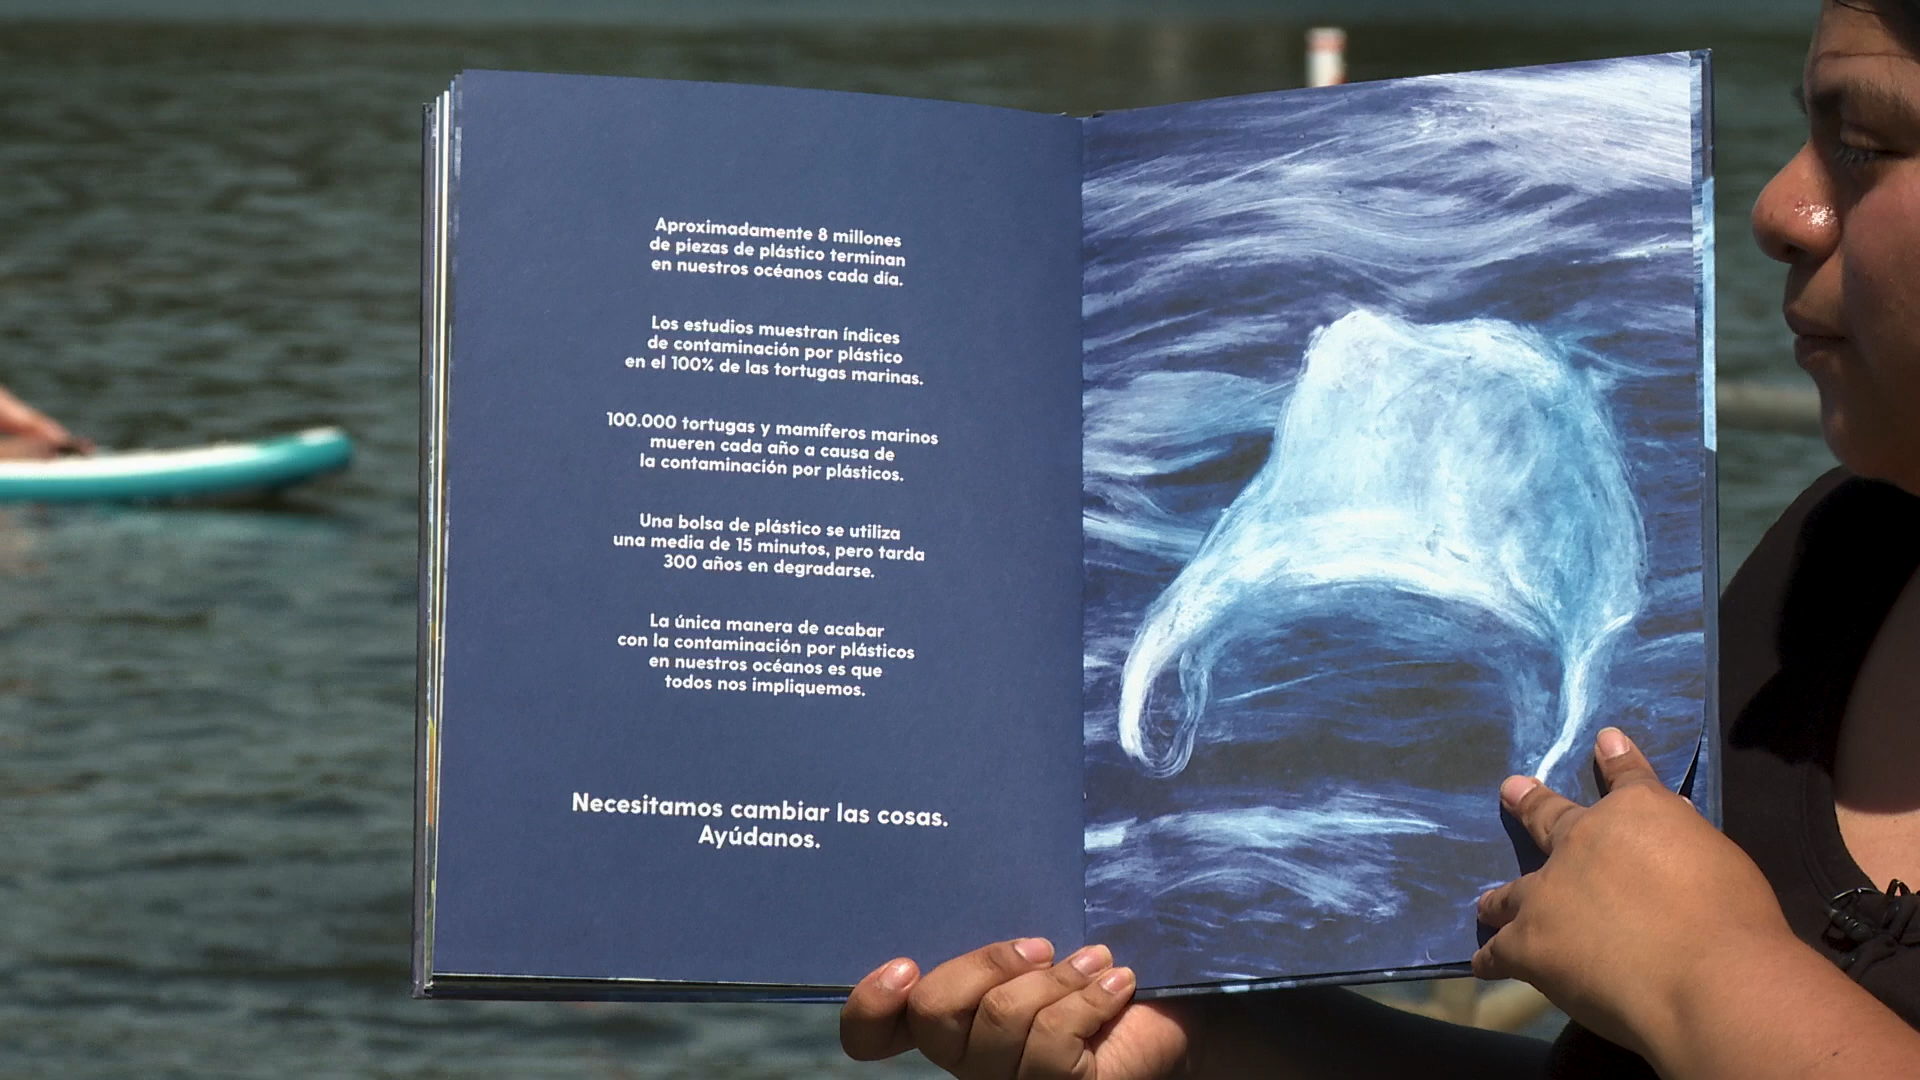 Aproximadamente 8 millones
de piezas de plástico terminan
en nuestros océanos cada día.
Los estudios muestran índices
de contaminación por plástico
en el 100% de las tortugas marinas.
100.000 tortugas y mamíferos marinos
mueren cada año a causa de
la contaminación por plásticos.
Una bolsa de plástico se utiliza
una media de 15 minutos, pero tarda
300 años en degradarse.
La única manera de acabar
con la contaminación por plásticos
en nuestros océanos es que
todos nos impliquemos.
Necesitamos cambiar las cosas.
Ayúdanos.